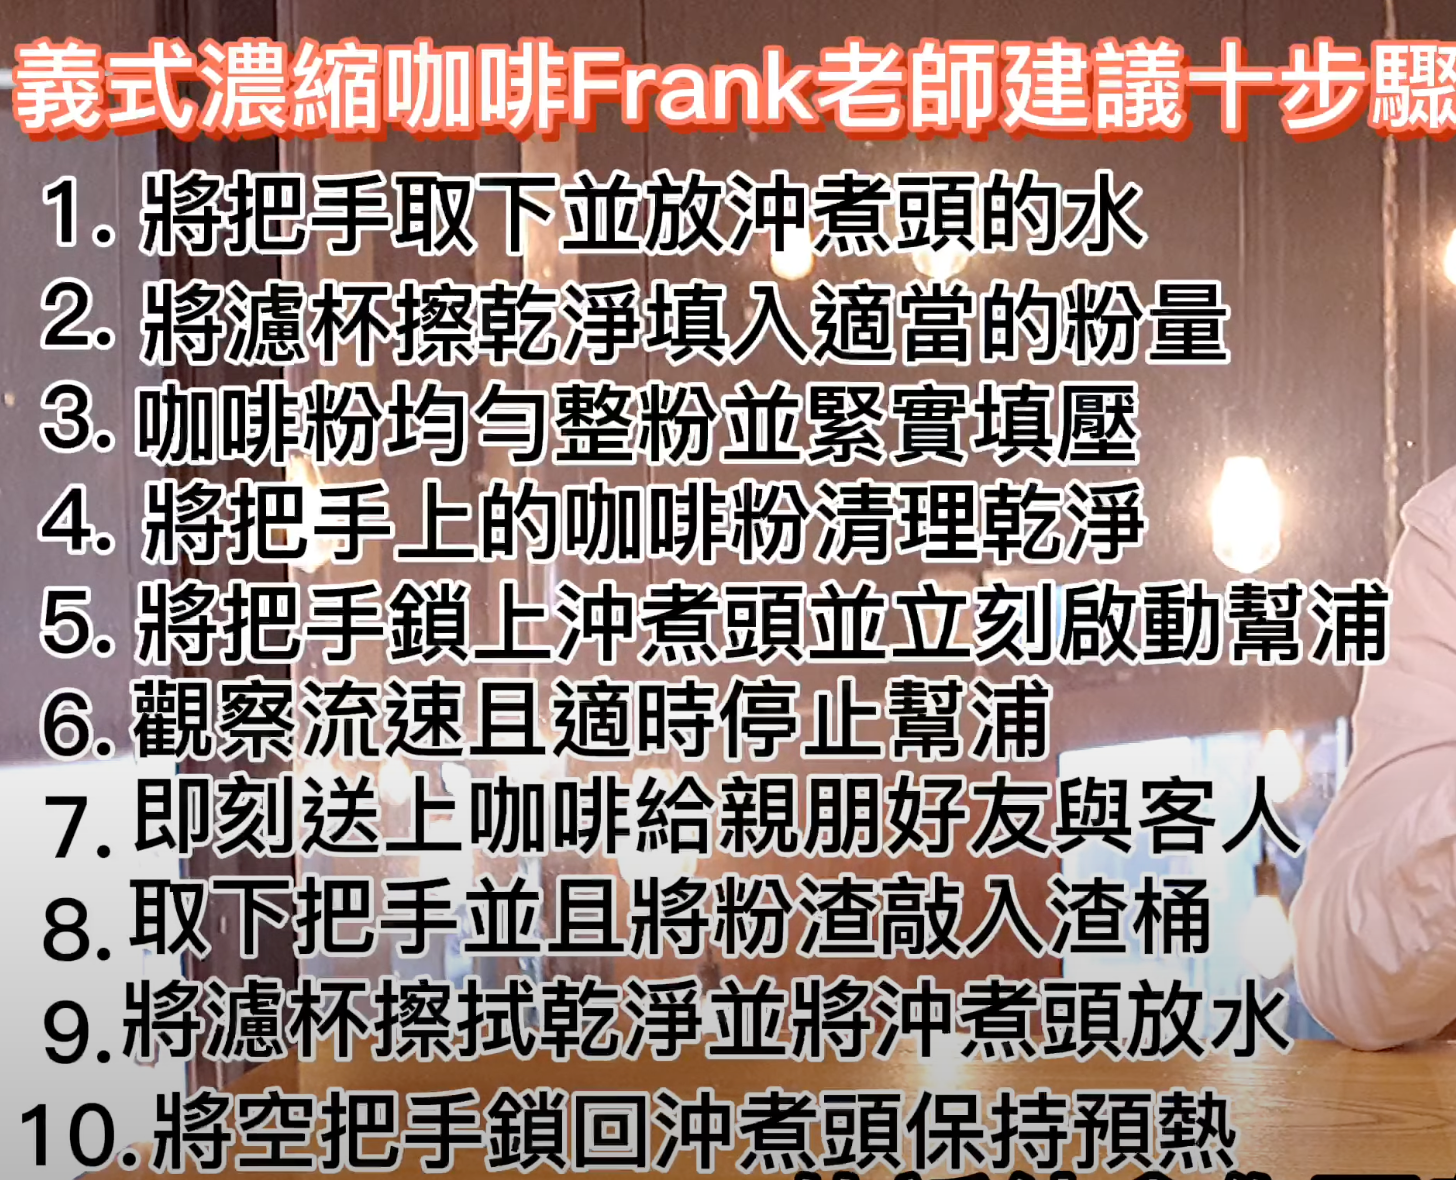 義式濃縮咖啡Frank老師建議十步驟
1. 將把手取下並放沖煮頭的水
2. 將濾杯擦乾淨填入適當的粉量
3. 咖啡粉均勻整粉並緊實填壓
4. 將把手上的咖啡粉清理乾淨
5. 將把手鎖上沖煮頭並立刻啟動幫浦
6. 觀察流速且適時停止幫浦
7. 即刻送上咖啡給親朋好友與客人
8. 取下把手並且將粉渣敲入渣桶
9. 將濾杯擦拭乾淨並將沖煮頭放水
10. 將空把手鎖回沖煮頭保持預熱